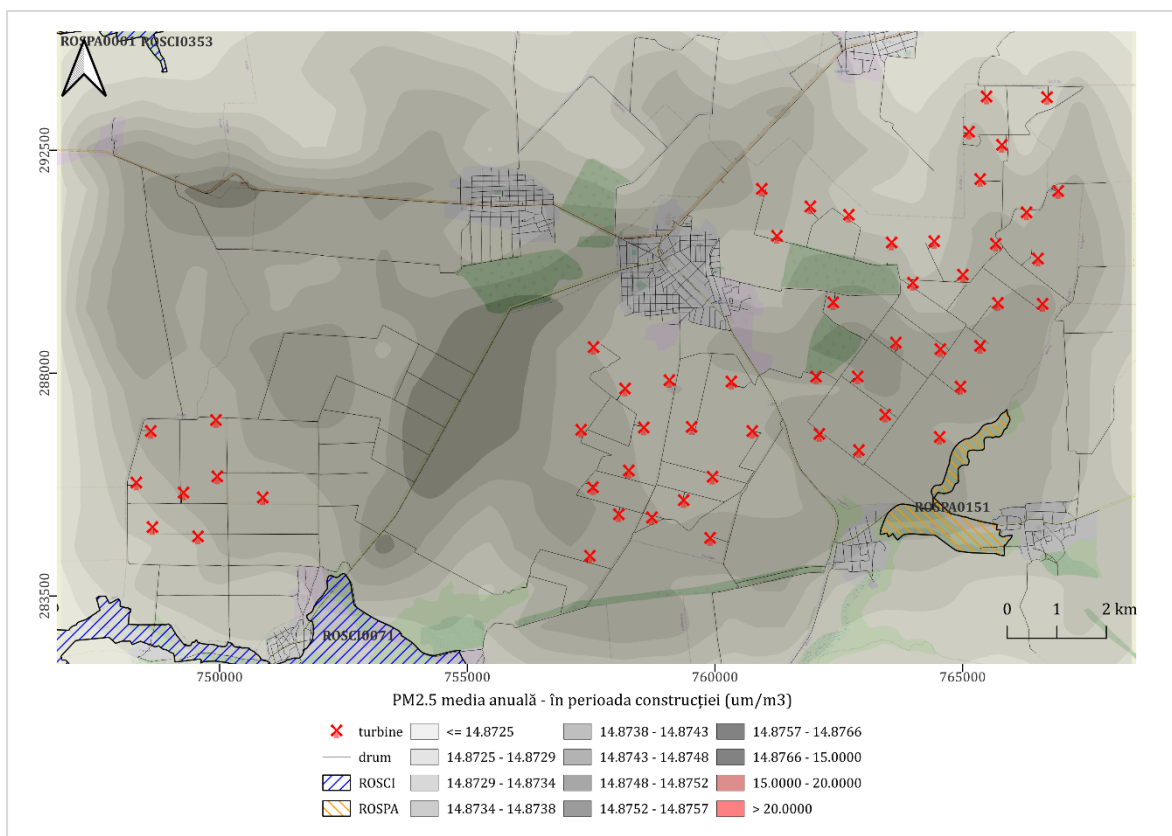 ROSPA0001 ROSCI0353
292500
288000
283500
ROSPA0151
ROSCI0071
0 1 2 km
750000 755000 760000 765000
PM2.5 media anuală - în perioada construcției (um/m3)
turbine <= 14.8725 14.8738 - 14.8743 14.8757 - 14.8766
drum 14.8725 - 14.8729 14.8743 - 14.8748 14.8766 - 15.0000
ROSCI 14.8729 - 14.8734 14.8748 - 14.8752 15.0000 - 20.0000
ROSPA 14.8734 - 14.8738 14.8752 - 14.8757 > 20.0000